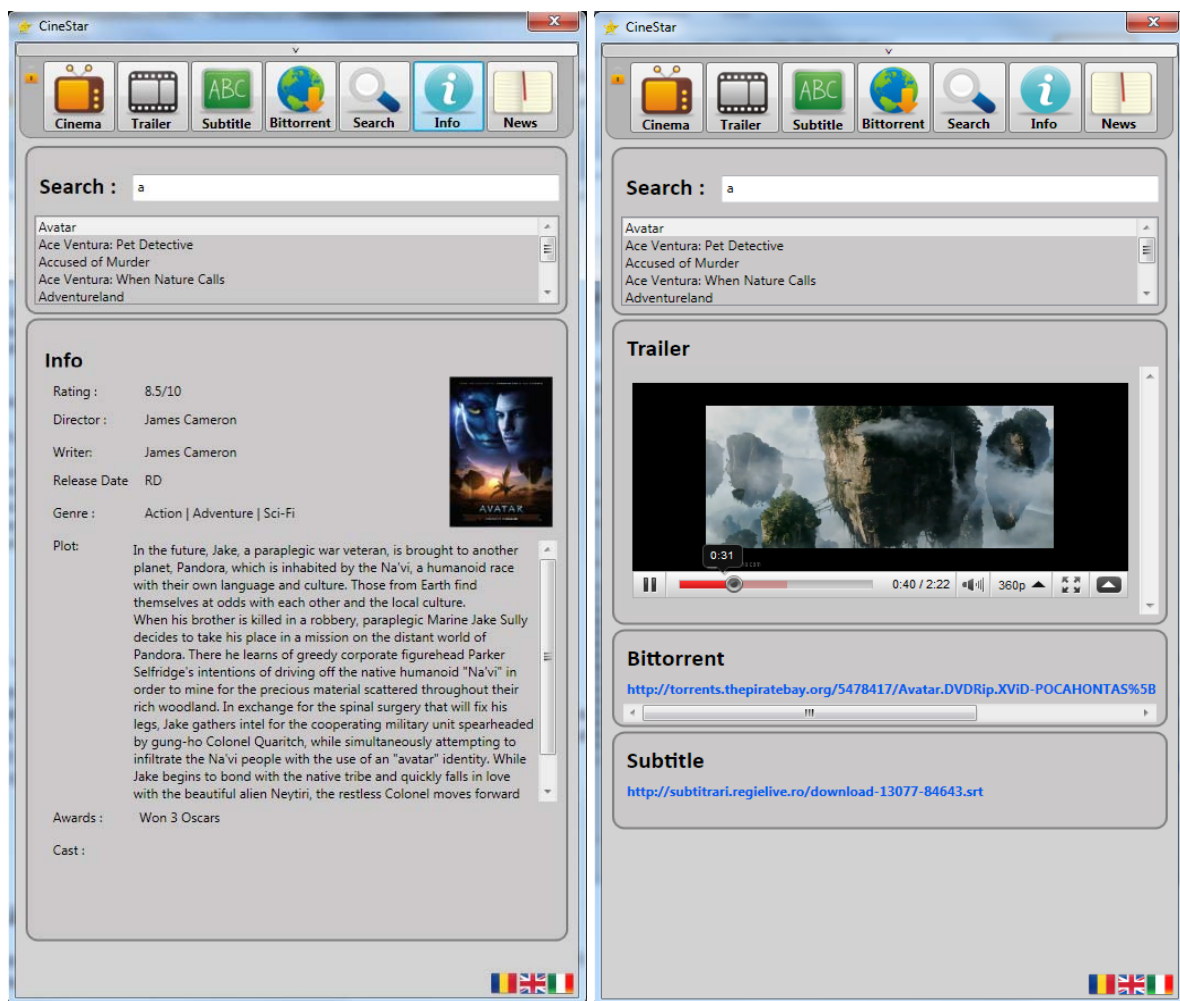 CineStar
Cinema Trailer ABC Subtitle Bittorrent Search Info News
Search : a
Avatar
Ace Ventura: Pet Detective
Accused of Murder
Ace Ventura: When Nature Calls
Adventureland
Info
Rating : 8.5/10
Director : James Cameron
Writer: James Cameron
Release Date RD
Genre : Action | Adventure | Sci-Fi
AVATAR
Plot: In the future, Jake, a paraplegic war veteran, is brought to another
planet, Pandora, which is inhabited by the Na'vi, a humanoid race
with their own language and culture. Those from Earth find
themselves at odds with each other and the local culture.
When his brother is killed in a robbery, paraplegic Marine Jake Sully
decides to take his place in a mission on the distant world of
Pandora. There he learns of greedy corporate figurehead Parker
Selfridge's intentions of driving off the native humanoid "Na'vi" in
order to mine for the precious material scattered throughout their
rich woodland. In exchange for the spinal surgery that will fix his
legs, Jake gathers intel for the cooperating military unit spearheaded
by gung-ho Colonel Quaritch, while simultaneously attempting to
infiltrate the Na'vi people with the use of an "avatar" identity. While
Jake begins to bond with the native tribe and quickly falls in love
with the beautiful alien Neytiri, the restless Colonel moves forward
Awards : Won 3 Oscars
Cast :
CineStar
Cinema Trailer ABC Subtitle Bittorrent Search Info News
Search : a
Avatar
Ace Ventura: Pet Detective
Accused of Murder
Ace Ventura: When Nature Calls
Adventureland
Trailer
0:31
0:40 / 2:22 360p
Bittorrent
http://torrents.thepiratebay.org/5478417/Avatar.DVDRip.XViD-POCAHONTAS%5B
Subtitle
http://subtitrari.regielive.ro/download-13077-84643.srt